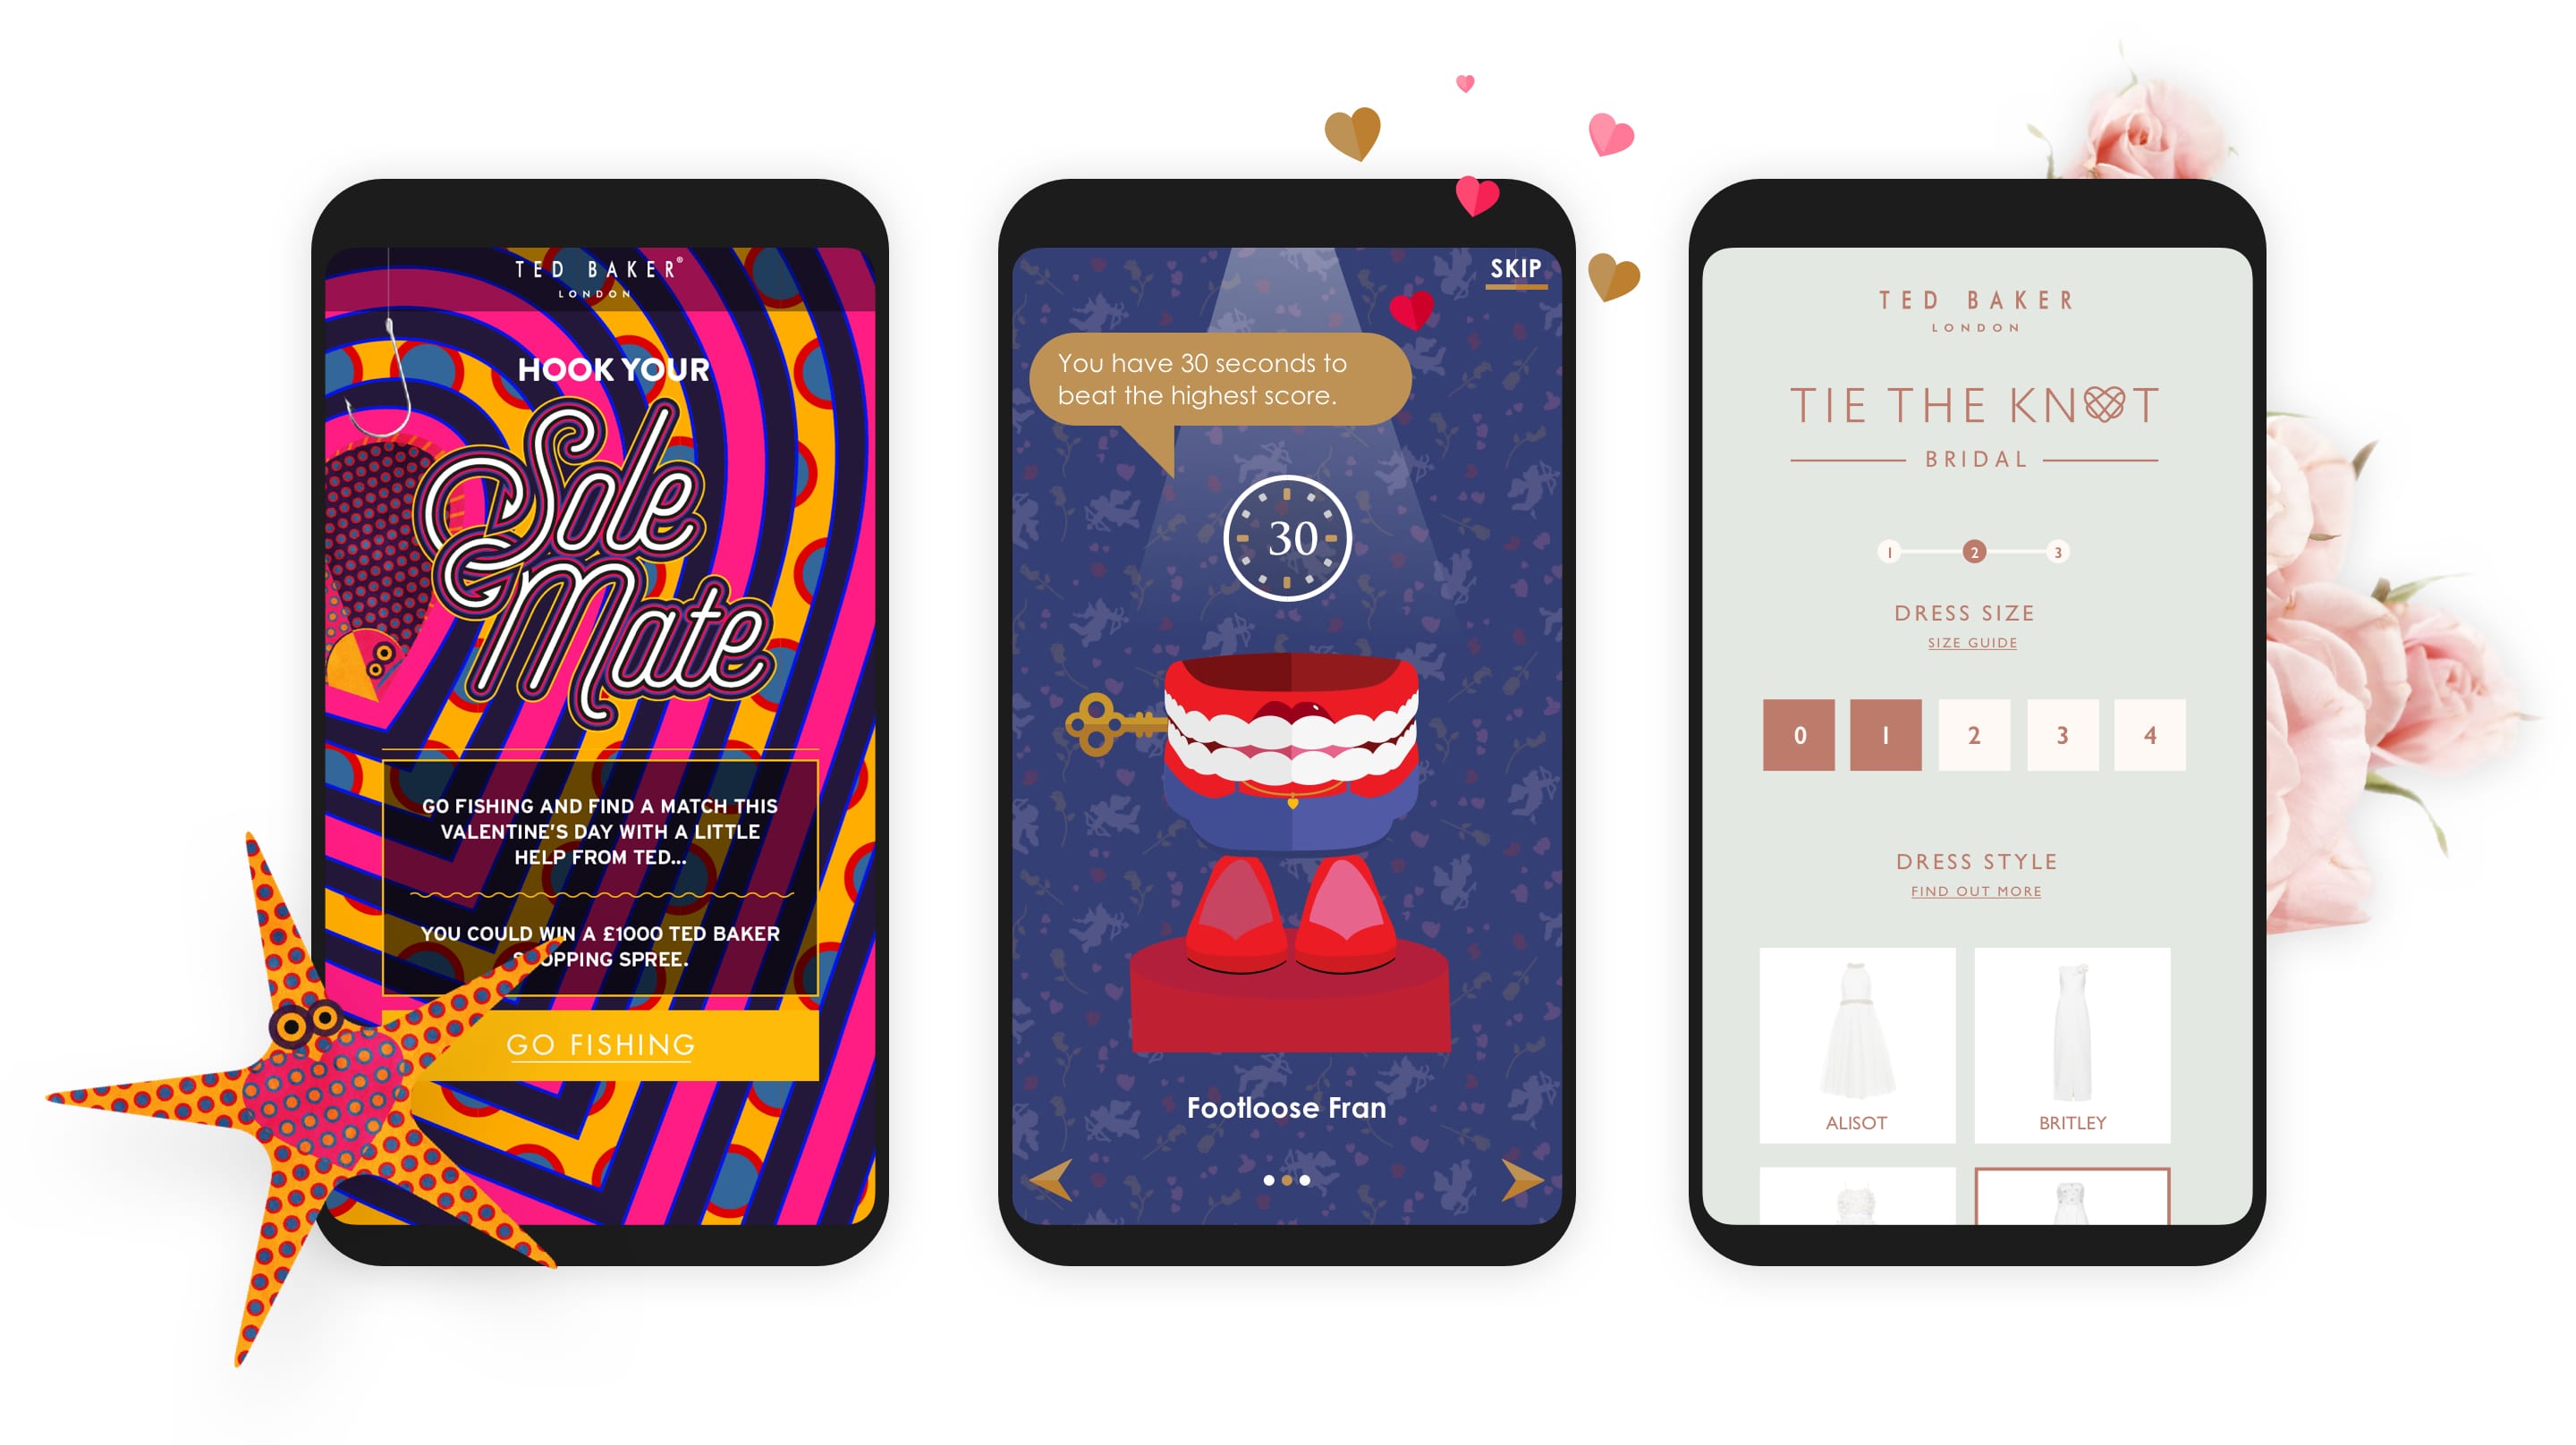 TED BAKER®
LONDON
HOOK YOUR
Sole
Mate
GO FISHING AND FIND A MATCH THIS
VALENTINE'S DAY WITH A LITTLE
HELP FROM TED...
YOU COULD WIN A £1000 TED BAKER
SHOPPING SPREE.
GO FISHING
SKIP
You have 30 seconds to
beat the highest score.
30
Footloose Fran
TED BAKER
LONDON
TIE THE KNOT
BRIDAL
1 2 3
DRESS SIZE
SIZE GUIDE
0 1 2 3 4
DRESS STYLE
FIND OUT MORE
ALISOT BRITLEY